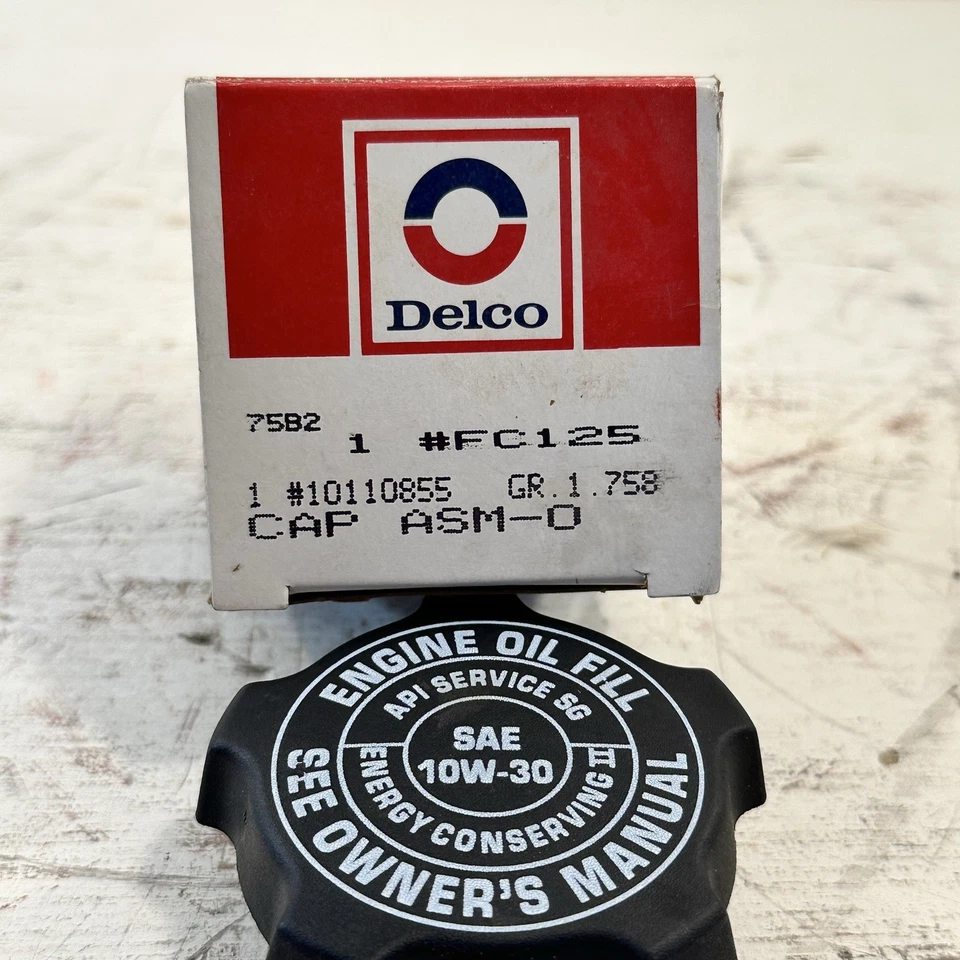 Delco
75B2
1 #FC125
1 #10110855 GR.1.758
CAP ASM-O
ENGINE OIL FILL
API SERVICE SG
SAE
10W-30
ENERGY CONSERVING II
SEE OWNER'S MANUAL